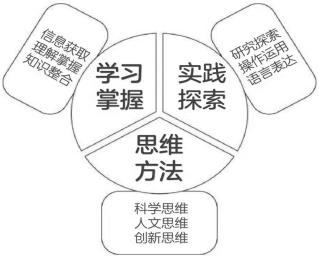 信息获取
理解掌握
知识整合
学习
掌握
实践
探索
研究探索
操作运用
语言表达
思维
方法
科学思维
人文思维
创新思维